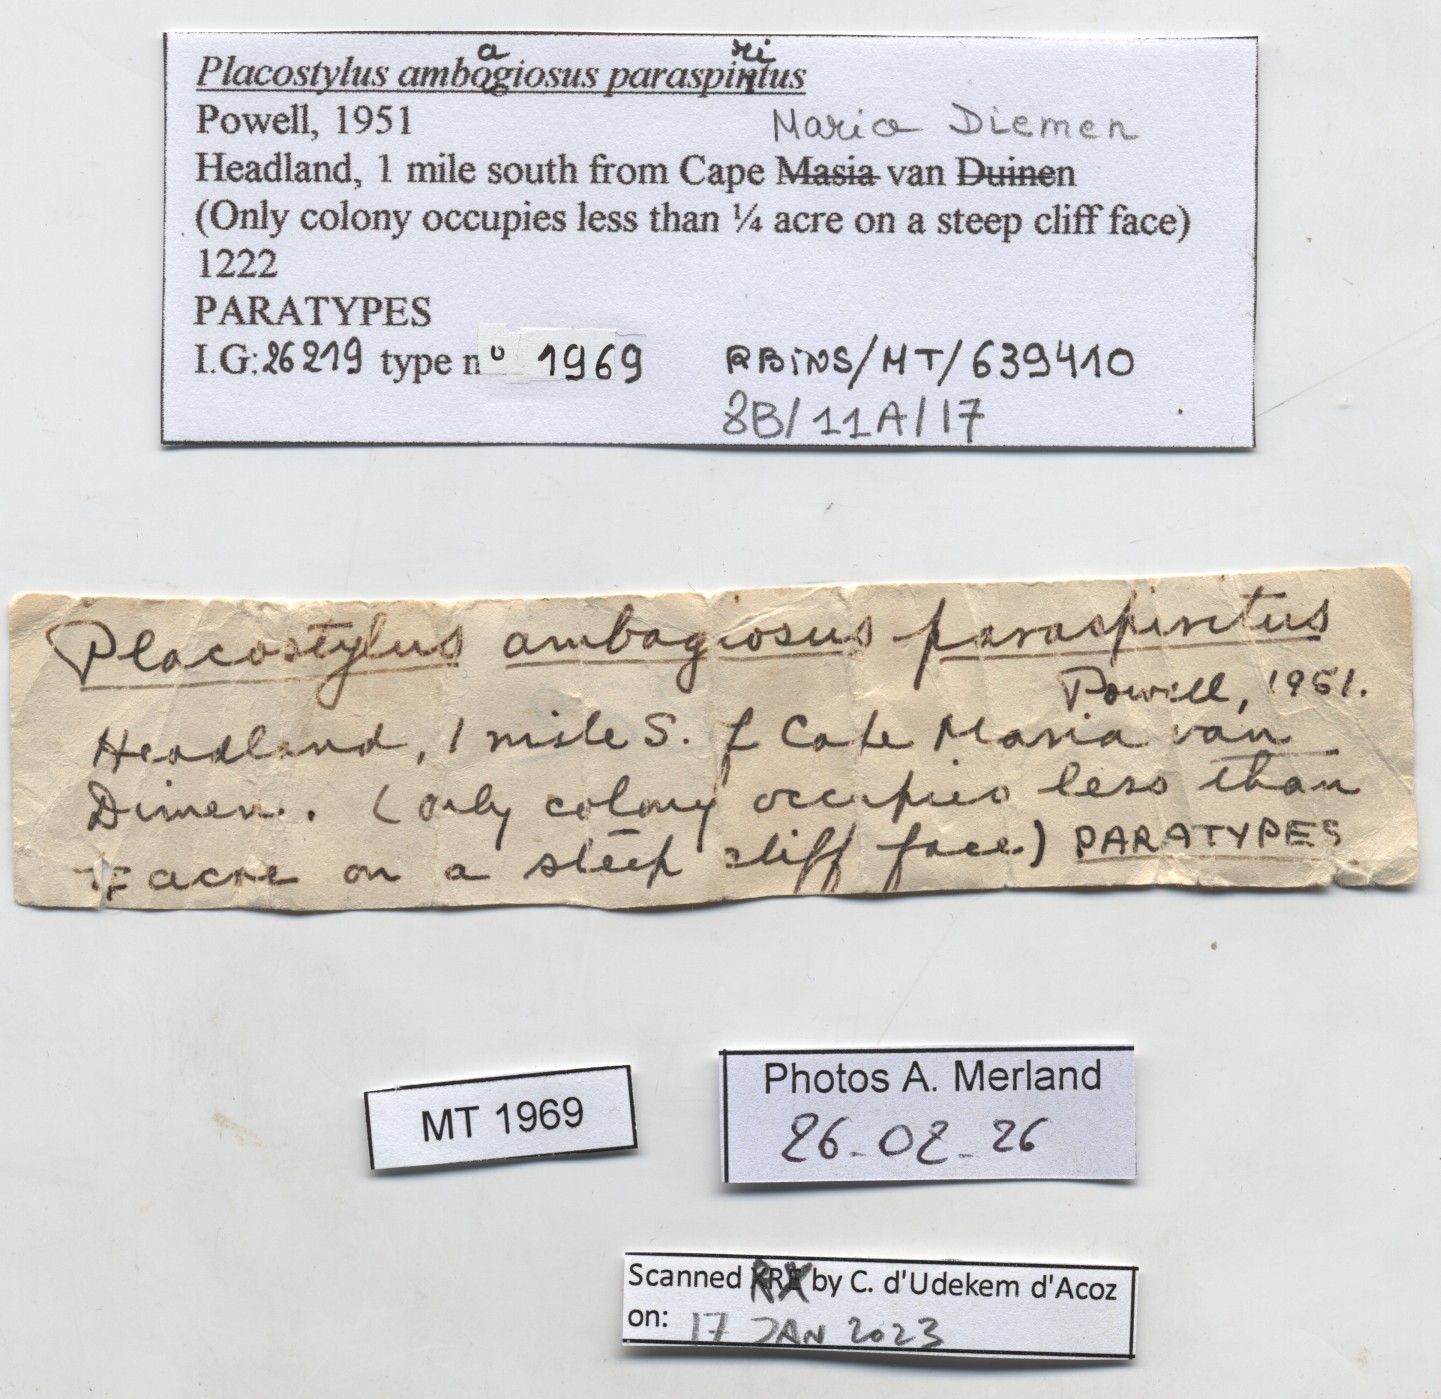 Placostylus ambogiosus paraspintus
a
ri
Powell, 1951
Maria Diemen
Headland, 1 mile south from Cape Masia van Duinen
(Only colony occupies less than ¼ acre on a steep cliff face)
1222
PARATYPES
I.G: 26219 type n° 1969
RBINS/MT/639410
8B/11A/17
Placostylus ambagiosus paraspiritus
Powell, 1951.
Headland, 1 mile S. of Cape Maria van
Dimen. (only colony occupies less than
acre on a steep cliff face) PARATYPES
MT 1969
Photos A. Merland
26-02-26
Scanned by C. d'Udekem d'Acoz
on: 17 JAN 2023